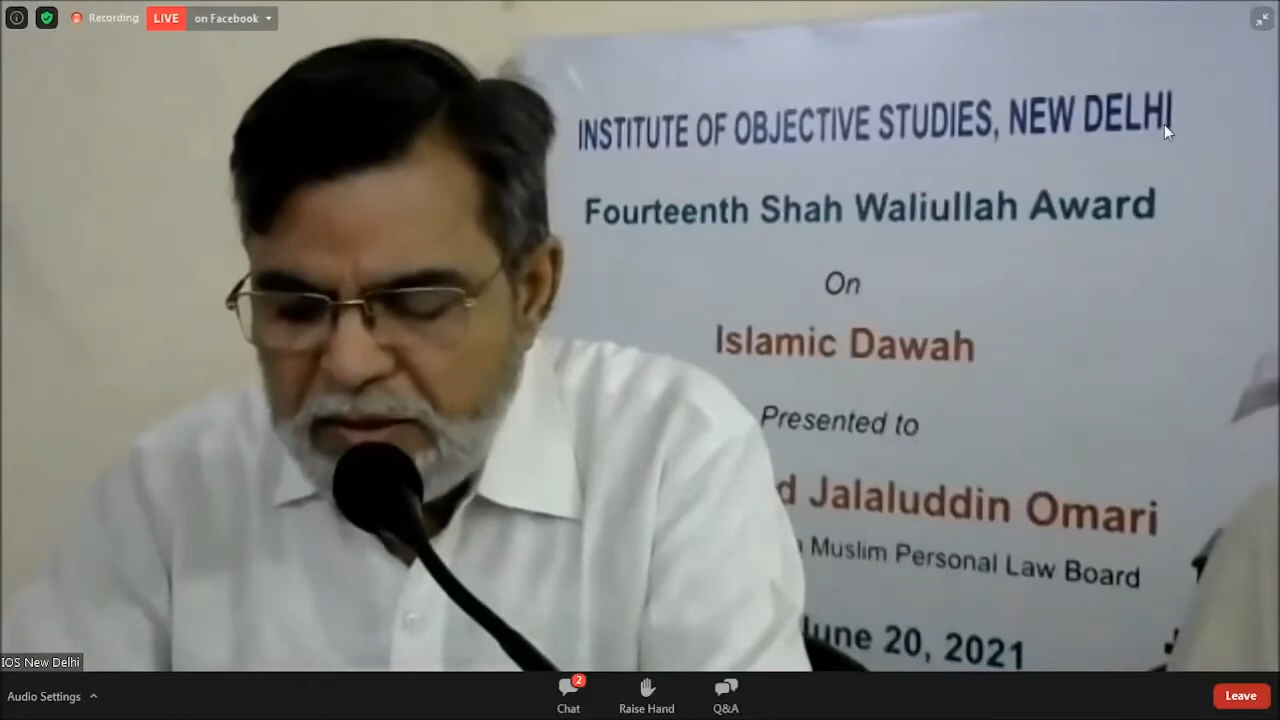 Recording
LIVE
on Facebook
INSTITUTE OF OBJECTIVE STUDIES, NEW DELHI
Fourteenth Shah Waliullah Award
On
Islamic Dawah
Presented to
d Jalaluddin Omari
Muslim Personal Law Board
June 20, 2021
IOS New Delhi
Audio Settings
2
Chat
Raise Hand
Q&A
Leave